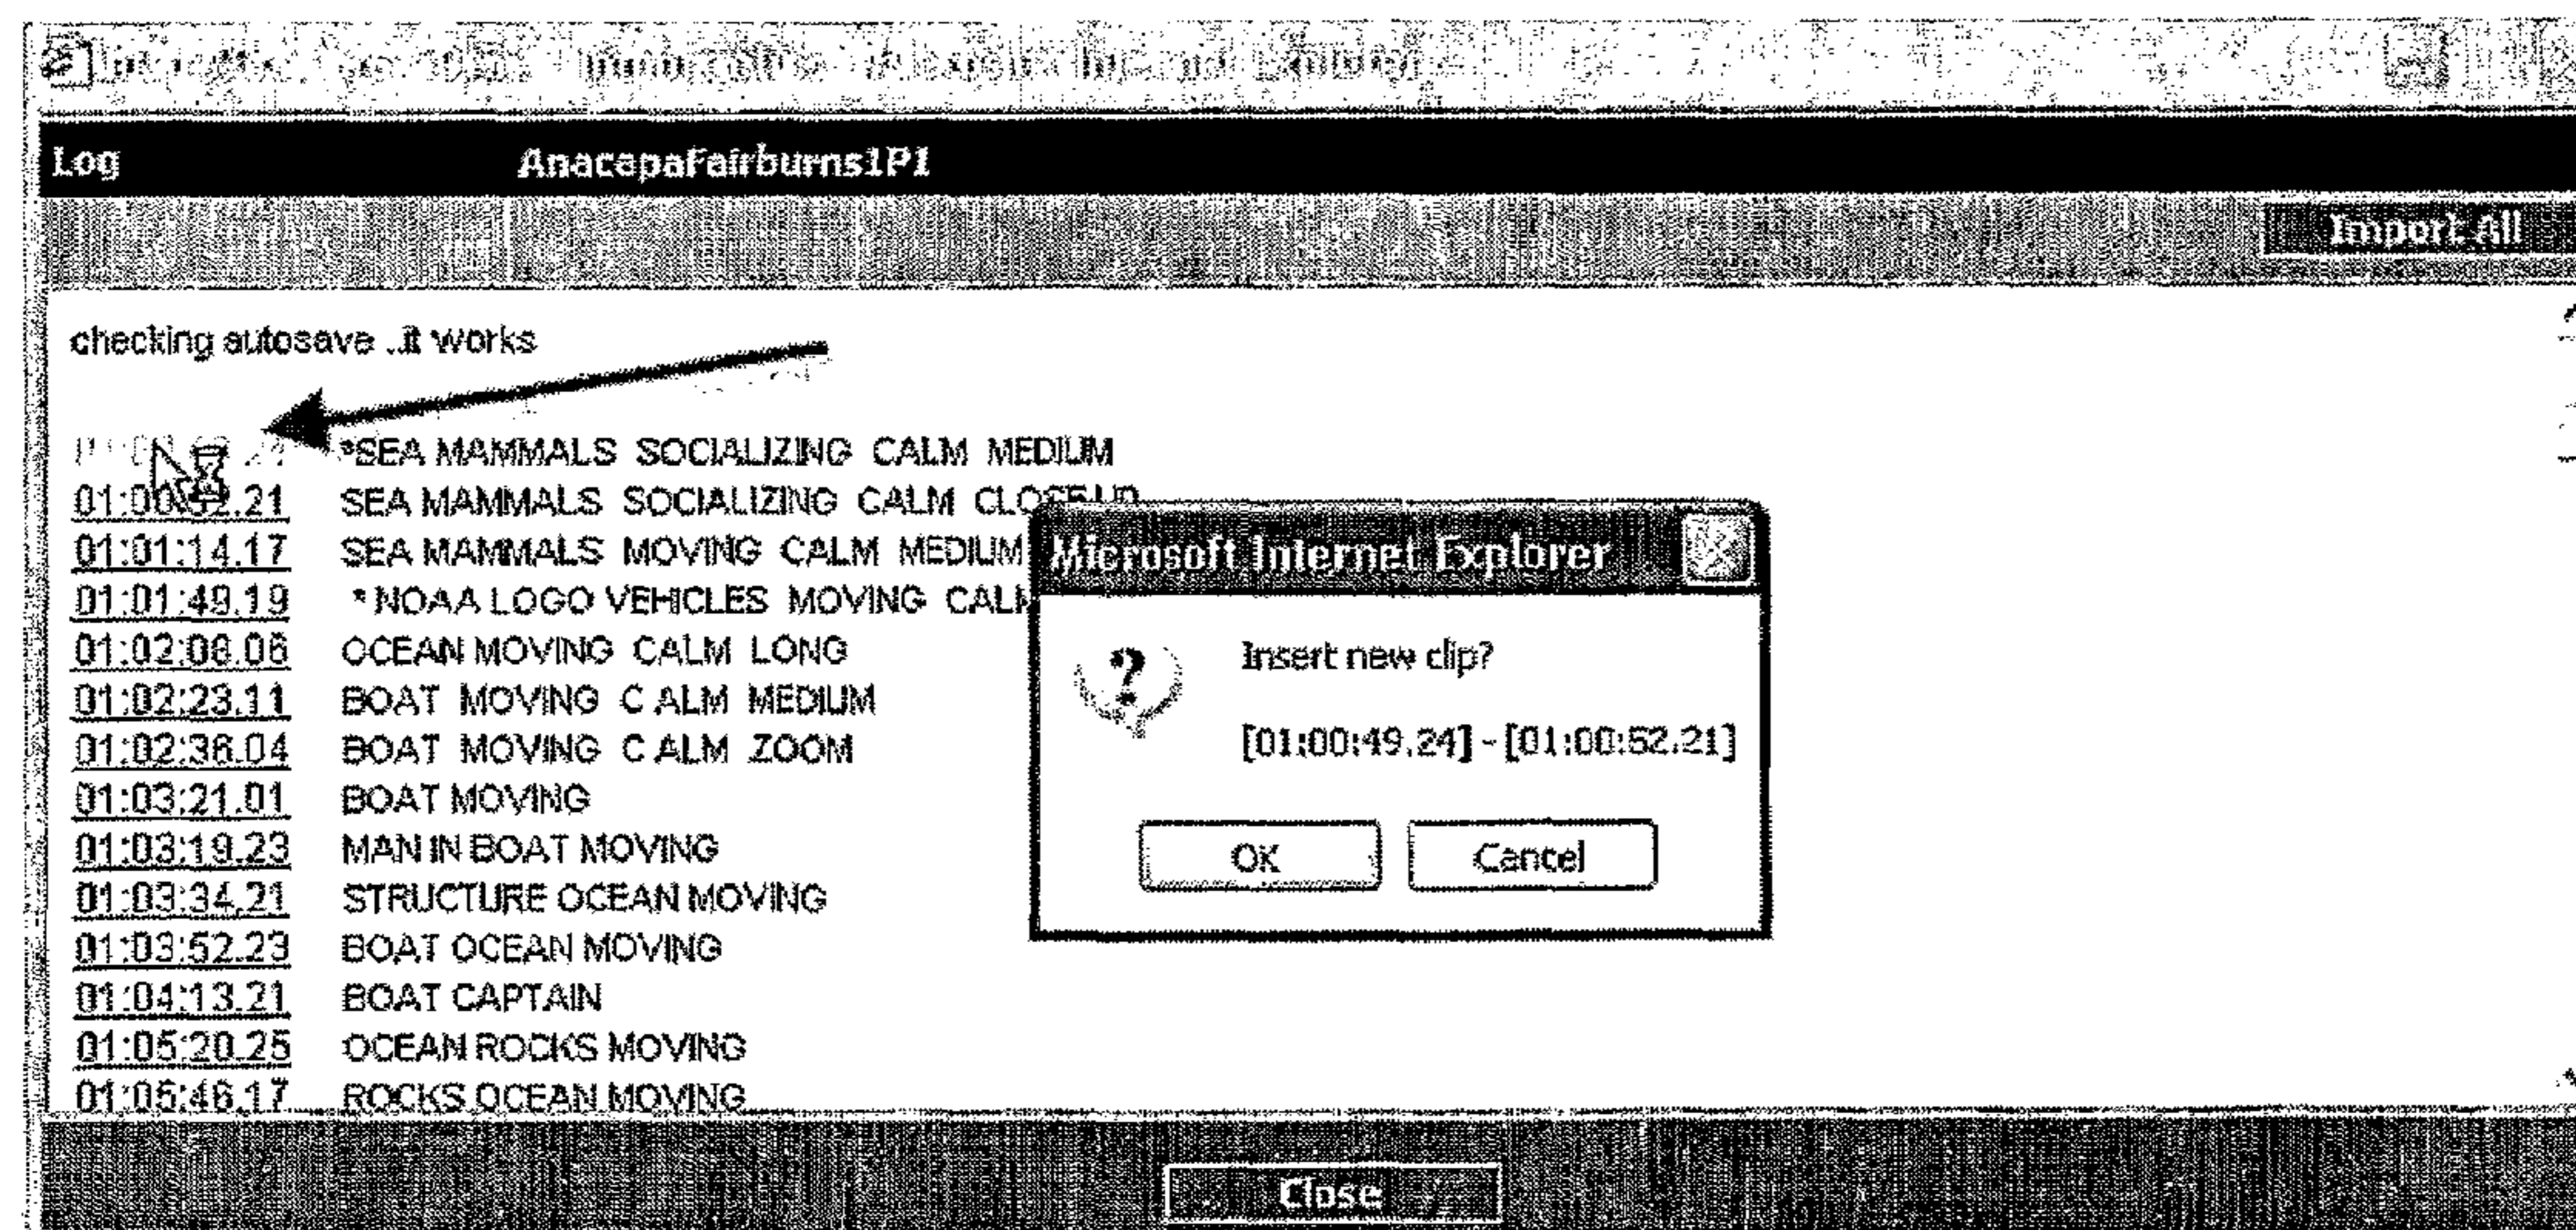 Log AnacapaFairburns1P1
Import All
checking autosave ..it works
*SEA MAMMALS SOCIALIZING CALM MEDIUM
SEA MAMMALS SOCIALIZING CALM CLOSE UP
01:01:14.17 SEA MAMMALS MOVING CALM MEDIUM
01:01:49.19 * NOAA LOGO VEHICLES MOVING CALM
01:02:08.06 OCEAN MOVING CALM LONG
01:02:23.11 BOAT MOVING C ALM MEDIUM
01:02:36.04 BOAT MOVING C ALM ZOOM
01:03:21.01 BOAT MOVING
01:03:19.23 MAN IN BOAT MOVING
01:03:34.21 STRUCTURE OCEAN MOVING
01:03:52.23 BOAT OCEAN MOVING
01:04:13.21 BOAT CAPTAIN
01:05:20.25 OCEAN ROCKS MOVING
01:05:46.17 ROCKS OCEAN MOVING
Microsoft Internet Explorer
Insert new clip?
[01:00:49.24] - [01:00:52.21]
OK Cancel
Close